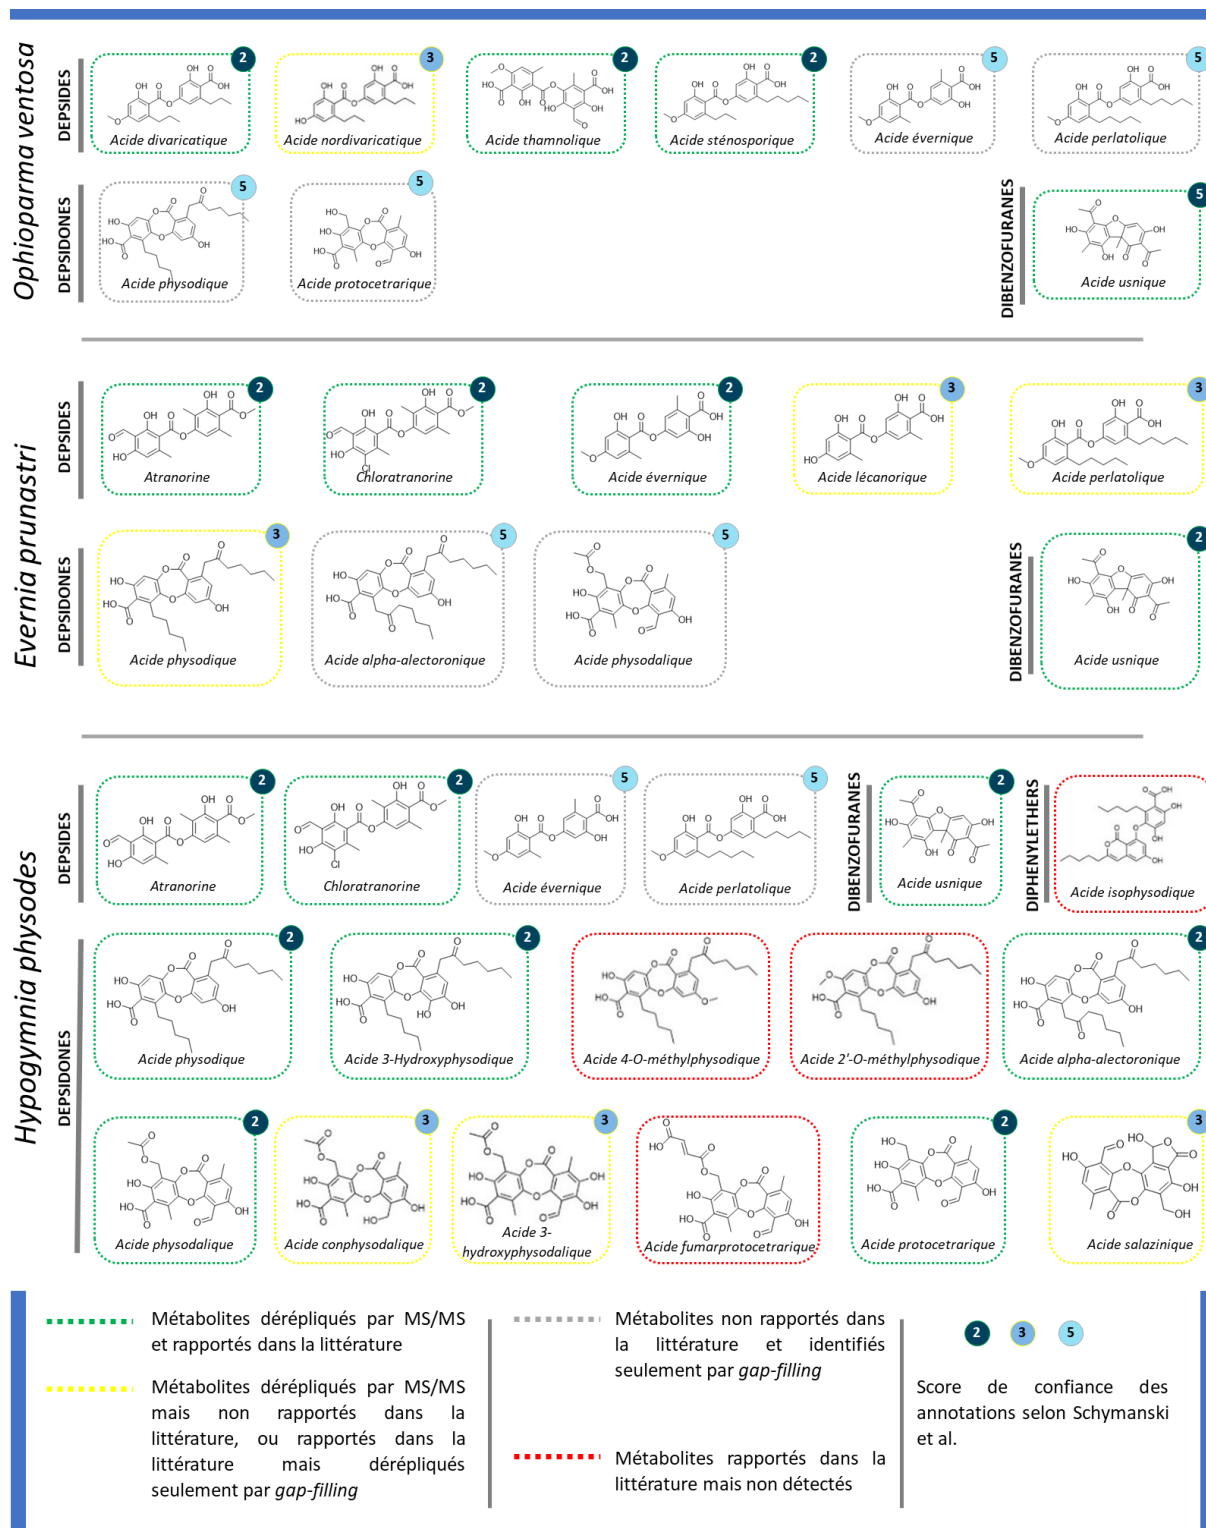 Ophioparma ventosa
DEPSIDES
2
3
2
2
5
5
Acide divaricatique
Acide nordivaricatique
Acide thamnolique
Acide sténosporique
Acide évernique
Acide perlatolique
DEPSIDONES
5
5
DIBENZOFURANES
5
Acide physodique
Acide protocetrarique
Acide usnique
Evernia prunastri
DEPSIDES
2
2
2
3
3
Atranorine
Chloratranorine
Acide évernique
Acide lécanorique
Acide perlatolique
DEPSIDONES
3
5
5
DIBENZOFURANES
2
Acide physodique
Acide alpha-alectoronique
Acide physodalique
Acide usnique
Hypogymnia physodes
DEPSIDES
2
2
5
5
DIBENZOFURANES
2
DIPHENYLETHERS
Atranorine
Chloratranorine
Acide évernique
Acide perlatolique
Acide usnique
Acide isophysodique
DEPSIDONES
2
2
2
Acide physodique
Acide 3-Hydroxyphysodique
Acide 4-O-méthylphysodique
Acide 2'-O-méthylphysodique
Acide alpha-alectoronique
2
3
3
2
3
Acide physodalique
Acide conphysodalique
Acide 3-
hydroxyphysodalique
Acide fumarprotocetrarique
Acide protocetrarique
Acide salazinique
Métabolites dérépliqués par MS/MS
et rapportés dans la littérature
Métabolites dérépliqués par MS/MS
mais non rapportés dans la
littérature, ou rapportés dans la
littérature mais dérépliqués
seulement par gap-filling
Métabolites non rapportés dans
la littérature et identifiés
seulement par gap-filling
Métabolites rapportés dans la
littérature mais non détectés
2 3 5
Score de confiance des
annotations selon Schymanski
et al.